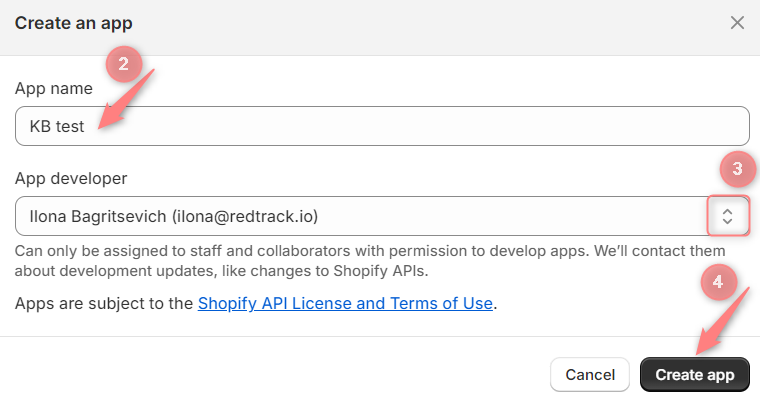 Create an app
2
App name
KB test
App developer
3
Ilona Bagritsevich (ilona@redtrack.io)
Can only be assigned to staff and collaborators with permission to develop apps. We’ll contact them
about development updates, like changes to Shopify APIs.
4
Apps are subject to the Shopify API License and Terms of Use.
Cancel
Create app